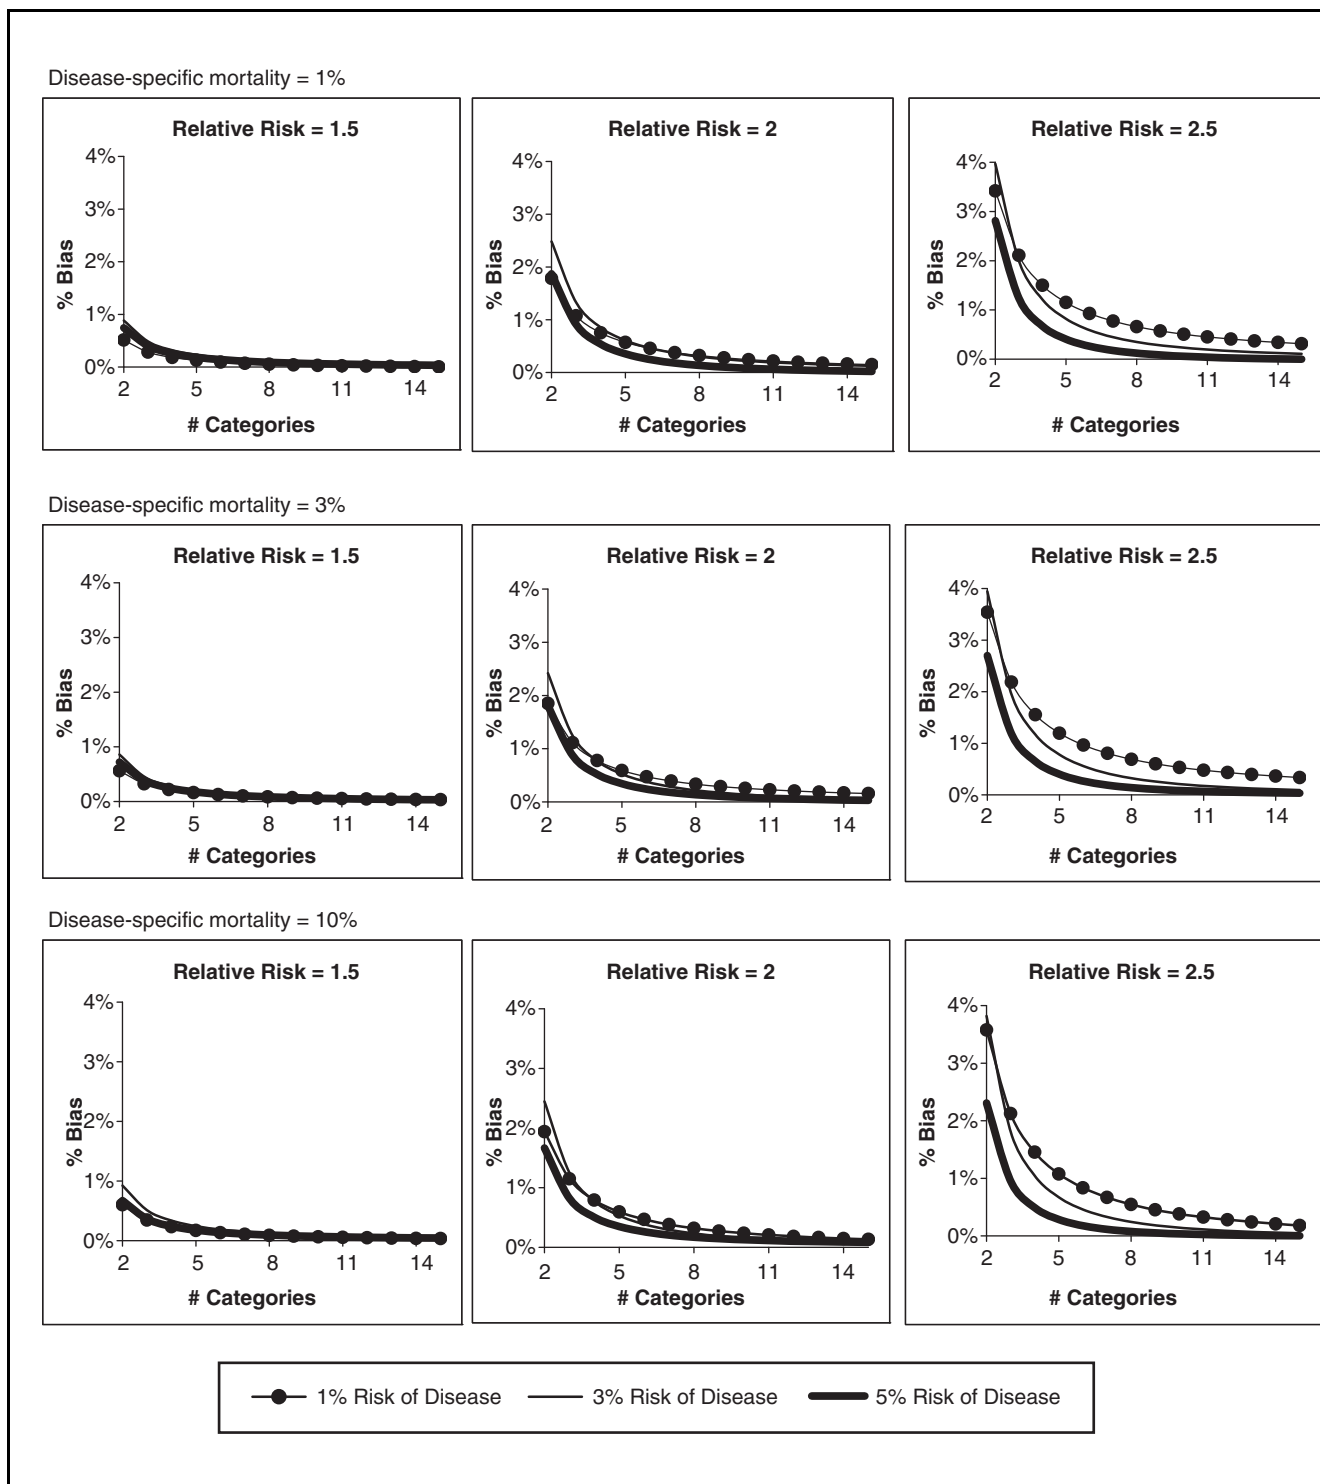 Disease-specific mortality = 1%
Relative Risk = 1.5
4%
3%
2%
1%
0%
% Bias
2 5 8 11 14
# Categories
Relative Risk = 2
4%
3%
2%
1%
0%
% Bias
2 5 8 11 14
# Categories
Relative Risk = 2.5
4%
3%
2%
1%
0%
% Bias
2 5 8 11 14
# Categories
Disease-specific mortality = 3%
Relative Risk = 1.5
4%
3%
2%
1%
0%
% Bias
2 5 8 11 14
# Categories
Relative Risk = 2
4%
3%
2%
1%
0%
% Bias
2 5 8 11 14
# Categories
Relative Risk = 2.5
4%
3%
2%
1%
0%
% Bias
2 5 8 11 14
# Categories
Disease-specific mortality = 10%
Relative Risk = 1.5
4%
3%
2%
1%
0%
% Bias
2 5 8 11 14
# Categories
Relative Risk = 2
4%
3%
2%
1%
0%
% Bias
2 5 8 11 14
# Categories
Relative Risk = 2.5
4%
3%
2%
1%
0%
% Bias
2 5 8 11 14
# Categories
1% Risk of Disease 3% Risk of Disease 5% Risk of Disease